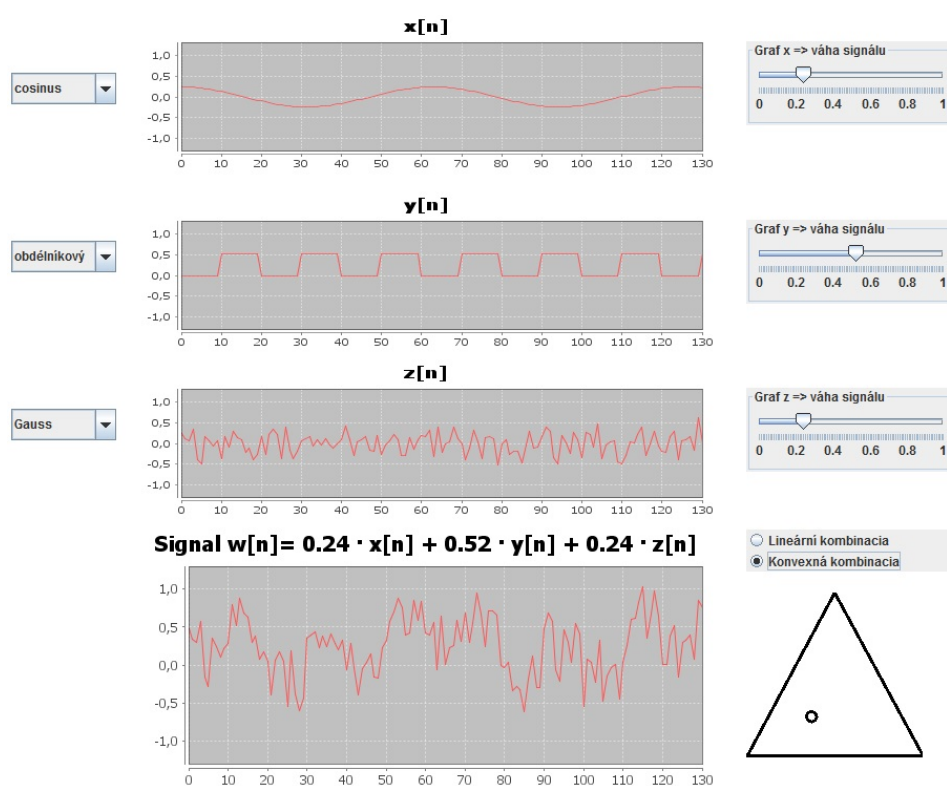 x[n]
cosinus
1,0
0,5
0,0
-0,5
-1,0
0 10 20 30 40 50 60 70 80 90 100 110 120 130
Graf x => váha signálu
0 0.2 0.4 0.6 0.8 1
y[n]
obdélníkový
1,0
0,5
0,0
-0,5
-1,0
0 10 20 30 40 50 60 70 80 90 100 110 120 130
Graf y => váha signálu
0 0.2 0.4 0.6 0.8 1
z[n]
Gauss
1,0
0,5
0,0
-0,5
-1,0
0 10 20 30 40 50 60 70 80 90 100 110 120 130
Graf z => váha signálu
0 0.2 0.4 0.6 0.8 1
Signal w[n]= 0.24 · x[n] + 0.52 · y[n] + 0.24 · z[n]
1,0
0,5
0,0
-0,5
-1,0
0 10 20 30 40 50 60 70 80 90 100 110 120 130
Lineární kombinacia
Konvexná kombinacia